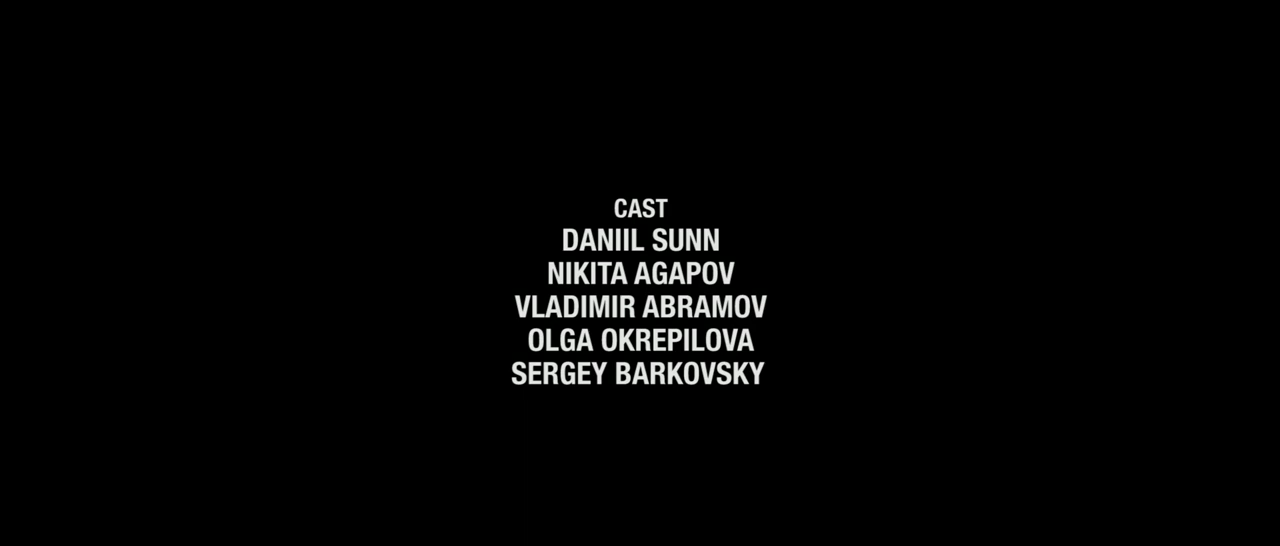 CAST
DANIIL SUNN
NIKITA AGAPOV
VLADIMIR ABRAMOV
OLGA OKREPILOVA
SERGEY BARKOVSKY